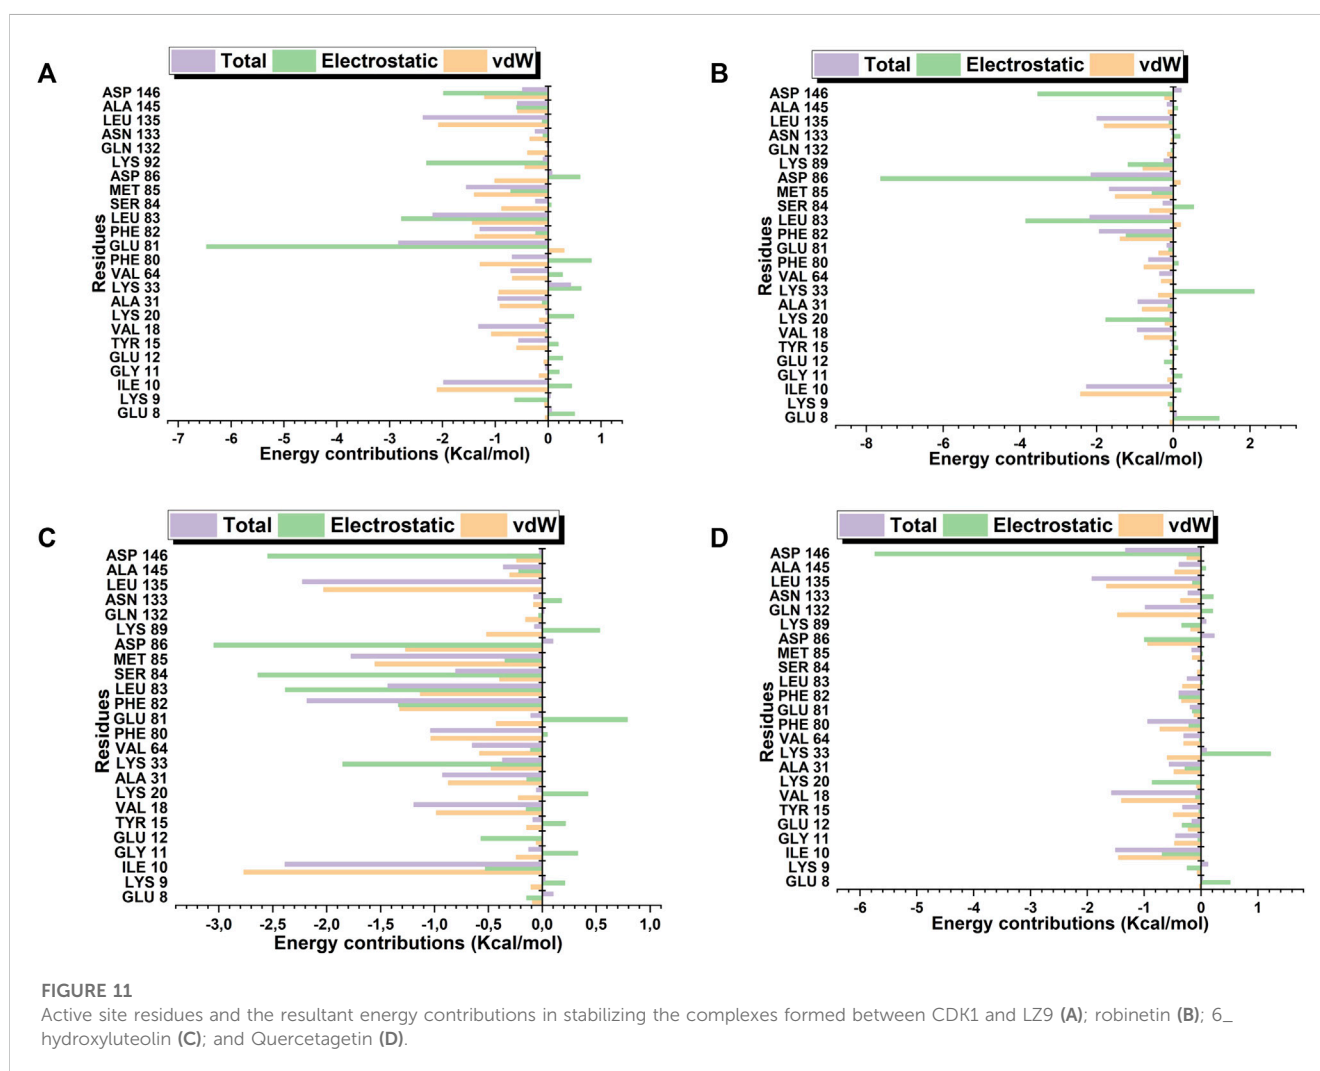 A
Total Electrostatic vdW
Residues
ASP 146
ALA 145
LEU 135
ASN 133
GLN 132
LYS 92
ASP 86
MET 85
SER 84
LEU 83
PHE 82
GLU 81
PHE 80
VAL 64
LYS 33
ALA 31
LYS 20
VAL 18
TYR 15
GLU 12
GLY 11
ILE 10
LYS 9
GLU 8
-7 -6 -5 -4 -3 -2 -1 0 1
Energy contributions (Kcal/mol)
B
Total Electrostatic vdW
Residues
ASP 146
ALA 145
LEU 135
ASN 133
GLN 132
LYS 89
ASP 86
MET 85
SER 84
LEU 83
PHE 82
GLU 81
PHE 80
VAL 64
LYS 33
ALA 31
LYS 20
VAL 18
TYR 15
GLU 12
GLY 11
ILE 10
LYS 9
GLU 8
-8 -6 -4 -2 0 2
Energy contributions (Kcal/mol)
C
Total Electrostatic vdW
Residues
ASP 146
ALA 145
LEU 135
ASN 133
GLN 132
LYS 89
ASP 86
MET 85
SER 84
LEU 83
PHE 82
GLU 81
PHE 80
VAL 64
LYS 33
ALA 31
LYS 20
VAL 18
TYR 15
GLU 12
GLY 11
ILE 10
LYS 9
GLU 8
-3,0 -2,5 -2,0 -1,5 -1,0 -0,5 0,0 0,5 1,0
Energy contributions (Kcal/mol)
D
Total Electrostatic vdW
Residues
ASP 146
ALA 145
LEU 135
ASN 133
GLN 132
LYS 89
ASP 86
MET 85
SER 84
LEU 83
PHE 82
GLU 81
PHE 80
VAL 64
LYS 33
ALA 31
LYS 20
VAL 18
TYR 15
GLU 12
GLY 11
ILE 10
LYS 9
GLU 8
-6 -5 -4 -3 -2 -1 0 1
Energy contributions (Kcal/mol)
FIGURE 11
Active site residues and the resultant energy contributions in stabilizing the complexes formed between CDK1 and LZ9 (A); robinetin (B); 6_
hydroxyluteolin (C); and Quercetagetin (D).